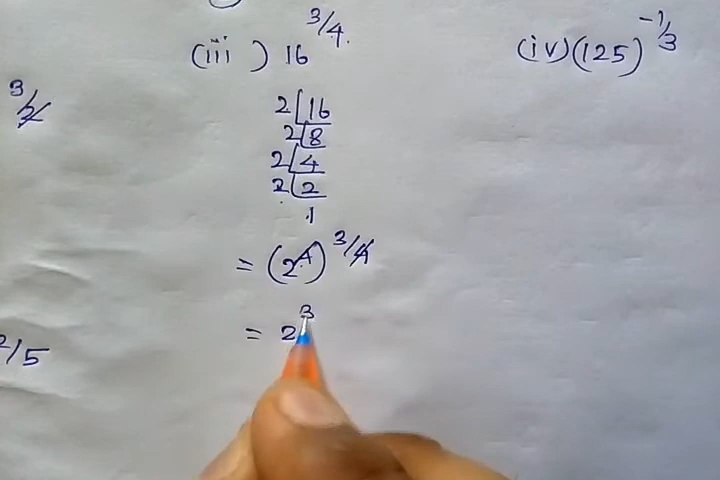 (iii) 16^3/4.
(iv) (125)^-1/3
3/2
2 | 16
2 | 8
2 | 4
2 | 2
1
= (2^4)^3/4
= 2^3
2/5